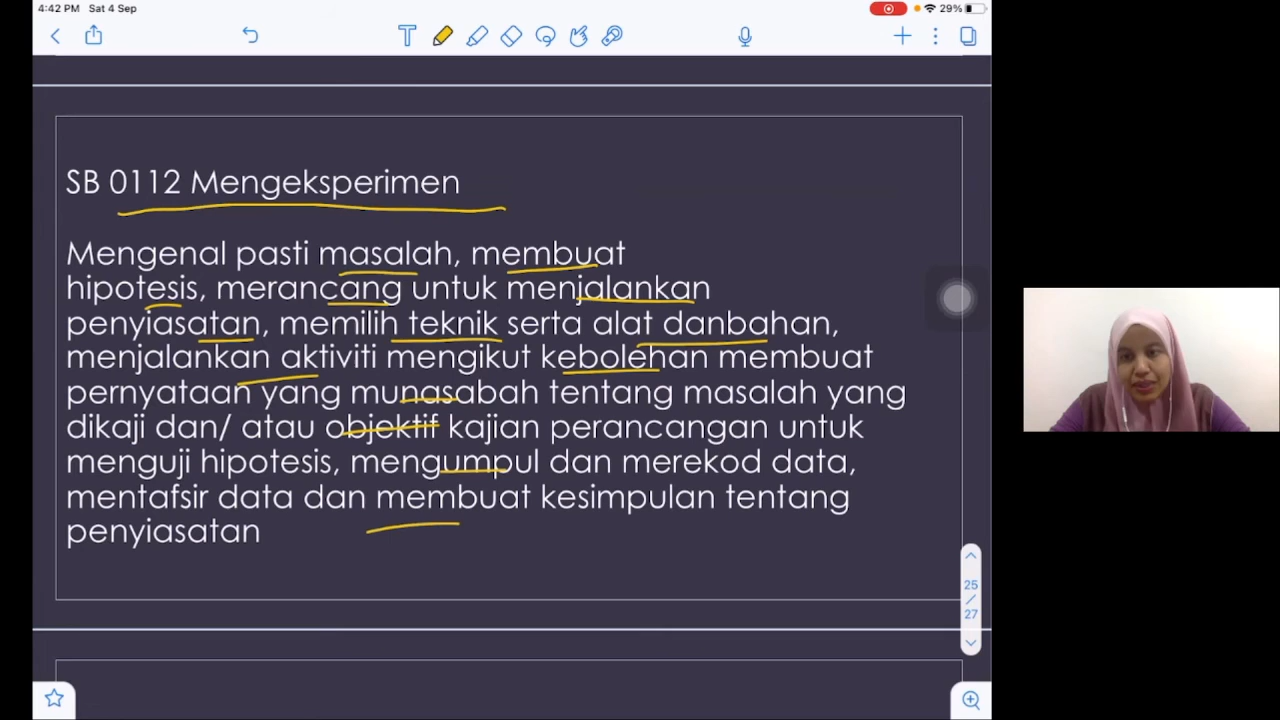 4:42 PM Sat 4 Sep
29%
T
SB 0112 Mengeksperimen
Mengenal pasti masalah, membuat
hipotesis, merancang untuk menjalankan
penyiasatan, memilih teknik serta alat danbahan,
menjalankan aktiviti mengikut kebolehan membuat
pernyataan yang munasabah tentang masalah yang
dikaji dan/ atau objektif kajian perancangan untuk
menguji hipotesis, mengumpul dan merekod data,
mentafsir data dan membuat kesimpulan tentang
penyiasatan
25
/
27